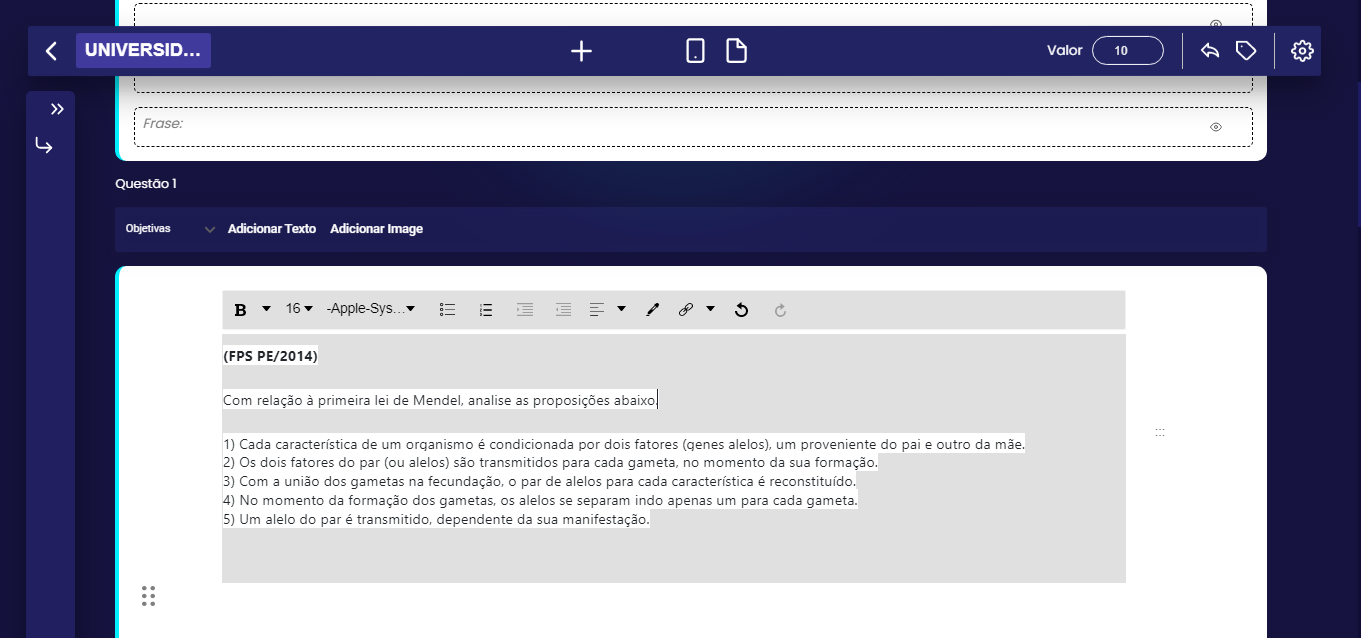 UNIVERSID...
Valor 10
Frase:
Questão 1
Objetivas Adicionar Texto Adicionar Image
B 16 -Apple-Sys...
(FPS PE/2014)
Com relação à primeira lei de Mendel, analise as proposições abaixo.
1) Cada característica de um organismo é condicionada por dois fatores (genes alelos), um proveniente do pai e outro da mãe.
2) Os dois fatores do par (ou alelos) são transmitidos para cada gameta, no momento da sua formação.
3) Com a união dos gametas na fecundação, o par de alelos para cada característica é reconstituído.
4) No momento da formação dos gametas, os alelos se separam indo apenas um para cada gameta.
5) Um alelo do par é transmitido, dependente da sua manifestação.